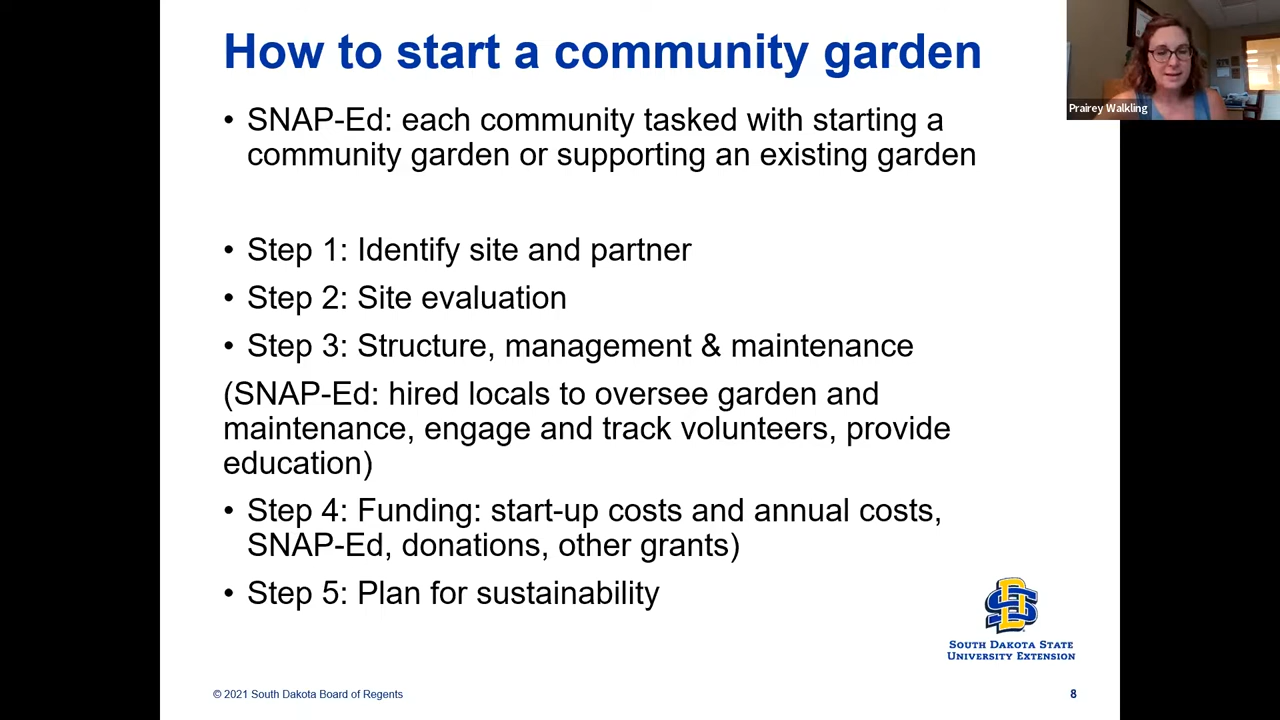 How to start a community garden
Prairey Walkling
• SNAP-Ed: each community tasked with starting a
community garden or supporting an existing garden
• Step 1: Identify site and partner
• Step 2: Site evaluation
• Step 3: Structure, management & maintenance
(SNAP-Ed: hired locals to oversee garden and
maintenance, engage and track volunteers, provide
education)
• Step 4: Funding: start-up costs and annual costs,
SNAP-Ed, donations, other grants)
• Step 5: Plan for sustainability
SOUTH DAKOTA STATE
UNIVERSITY EXTENSION
© 2021 South Dakota Board of Regents
8